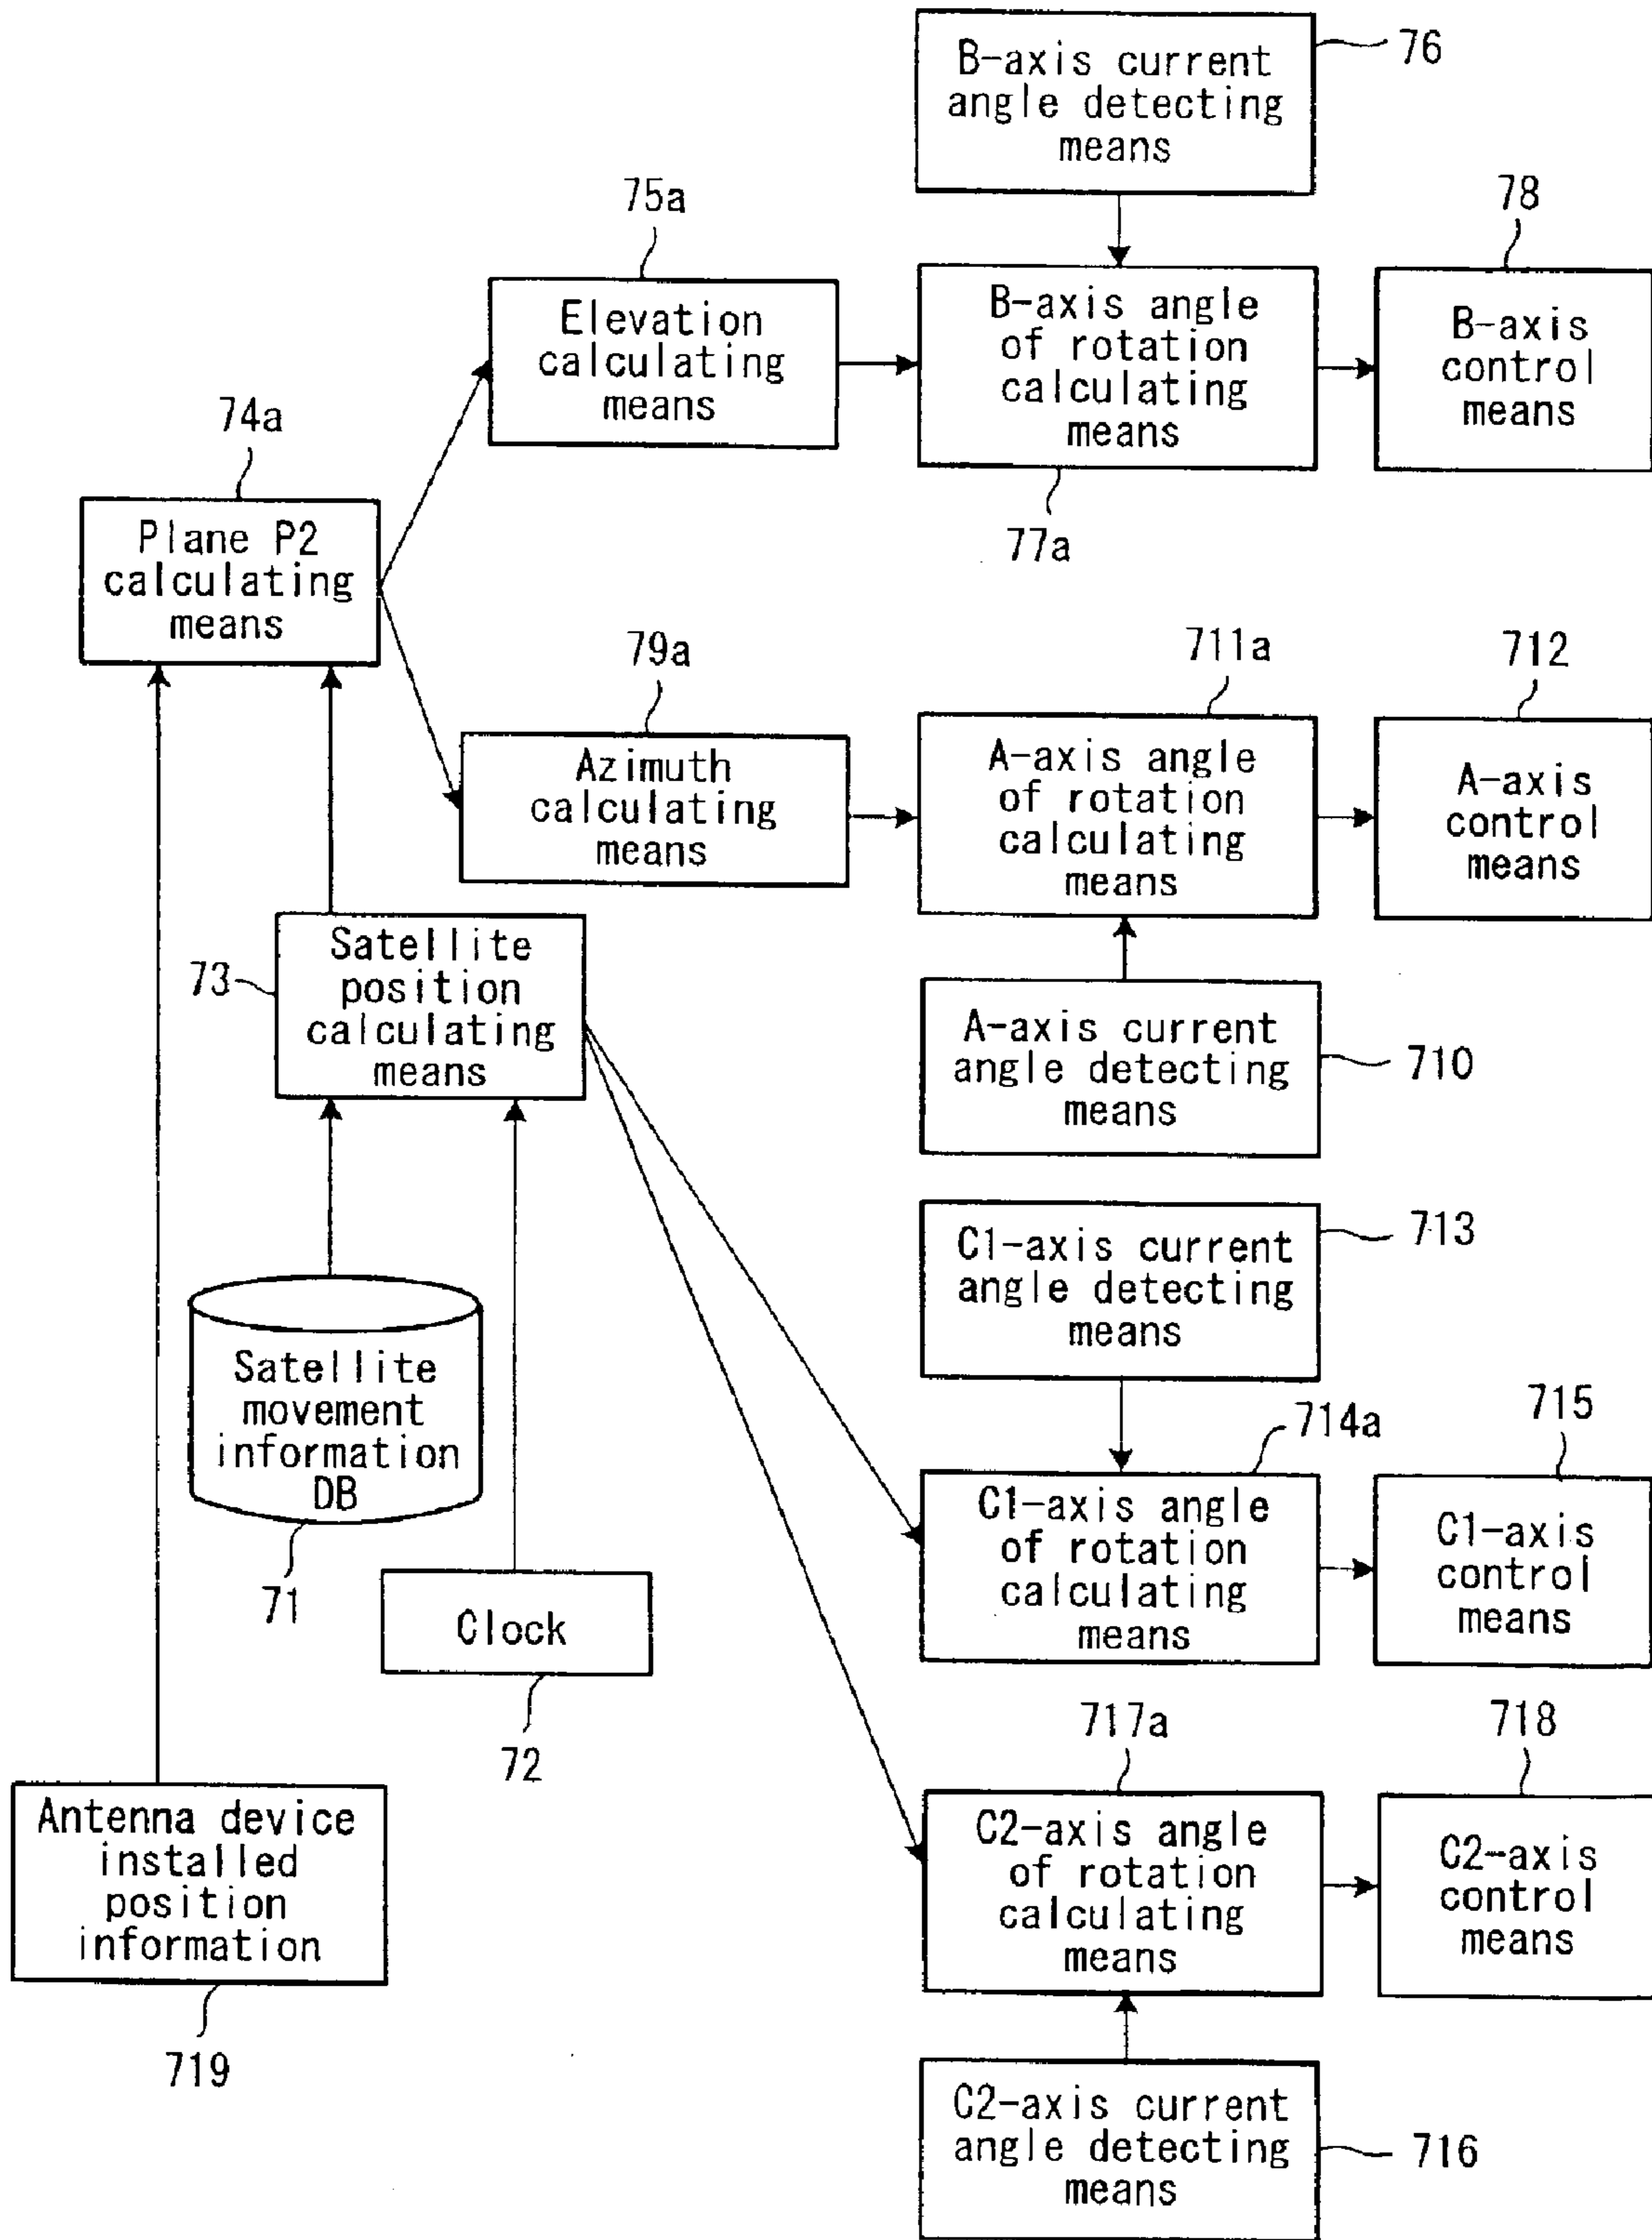 B-axis current
angle detecting
means
76
75a
78
Elevation
calculating
means
B-axis angle
of rotation
calculating
means
B-axis
control
means
74a
77a
Plane P2
calculating
means
79a
711a
712
Azimuth
calculating
means
A-axis angle
of rotation
calculating
means
A-axis
control
means
73
Satellite
position
calculating
means
A-axis current
angle detecting
means
710
C1-axis current
angle detecting
means
713
Satellite
movement
information
DB
71
714a
715
C1-axis angle
of rotation
calculating
means
C1-axis
control
means
Clock
72
717a
718
Antenna device
installed
position
information
719
C2-axis angle
of rotation
calculating
means
C2-axis
control
means
C2-axis current
angle detecting
means
716